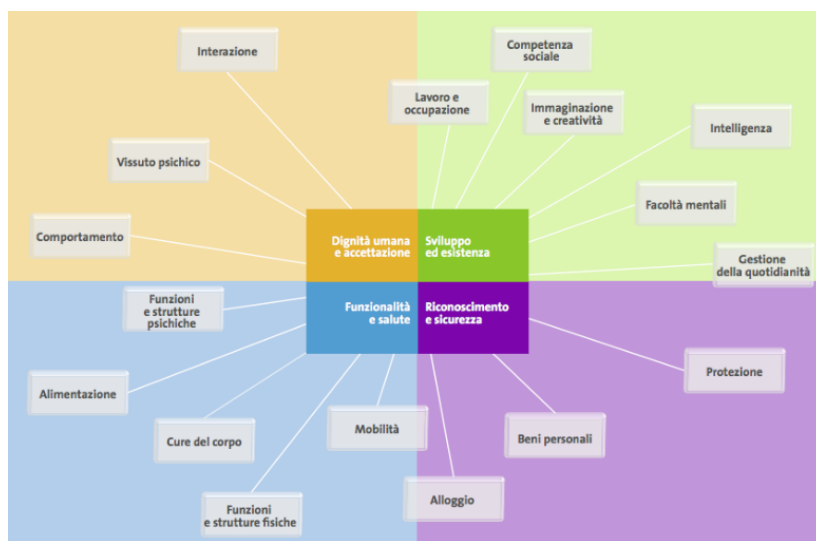 Interazione
Competenza
sociale
Lavoro e
occupazione
Immaginazione
e creatività
Intelligenza
Vissuto psichico
Facoltà mentali
Comportamento
Dignità umana
e accettazione
Sviluppo
ed esistenza
Gestione
della quotidianità
Funzioni
e strutture
psichiche
Funzionalità
e salute
Riconoscimento
e sicurezza
Protezione
Alimentazione
Cure del corpo
Mobilità
Beni personali
Alloggio
Funzioni
e strutture fisiche